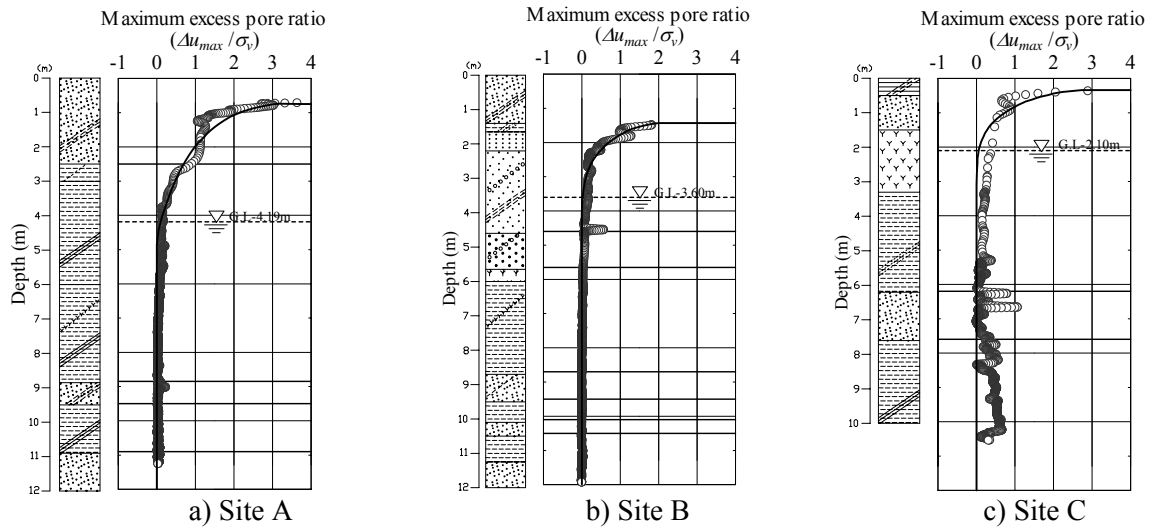 Maximum excess pore ratio
(Δu_max /σ_v)
-1 0 1 2 3 4
(m)
0
1
2
3
4
5
6
7
8
9
10
11
12
Depth (m)
G.L-4.19m
a) Site A
Maximum excess pore ratio
(Δu_max /σ_v)
-1 0 1 2 3 4
(m)
0
1
2
3
4
5
6
7
8
9
10
11
12
Depth (m)
G.L-3.60m
b) Site B
Maximum excess pore ratio
(Δu_max /σ_v)
-1 0 1 2 3 4
(m)
0
1
2
3
4
5
6
7
8
9
10
11
12
Depth (m)
G.L-2.10m
c) Site C